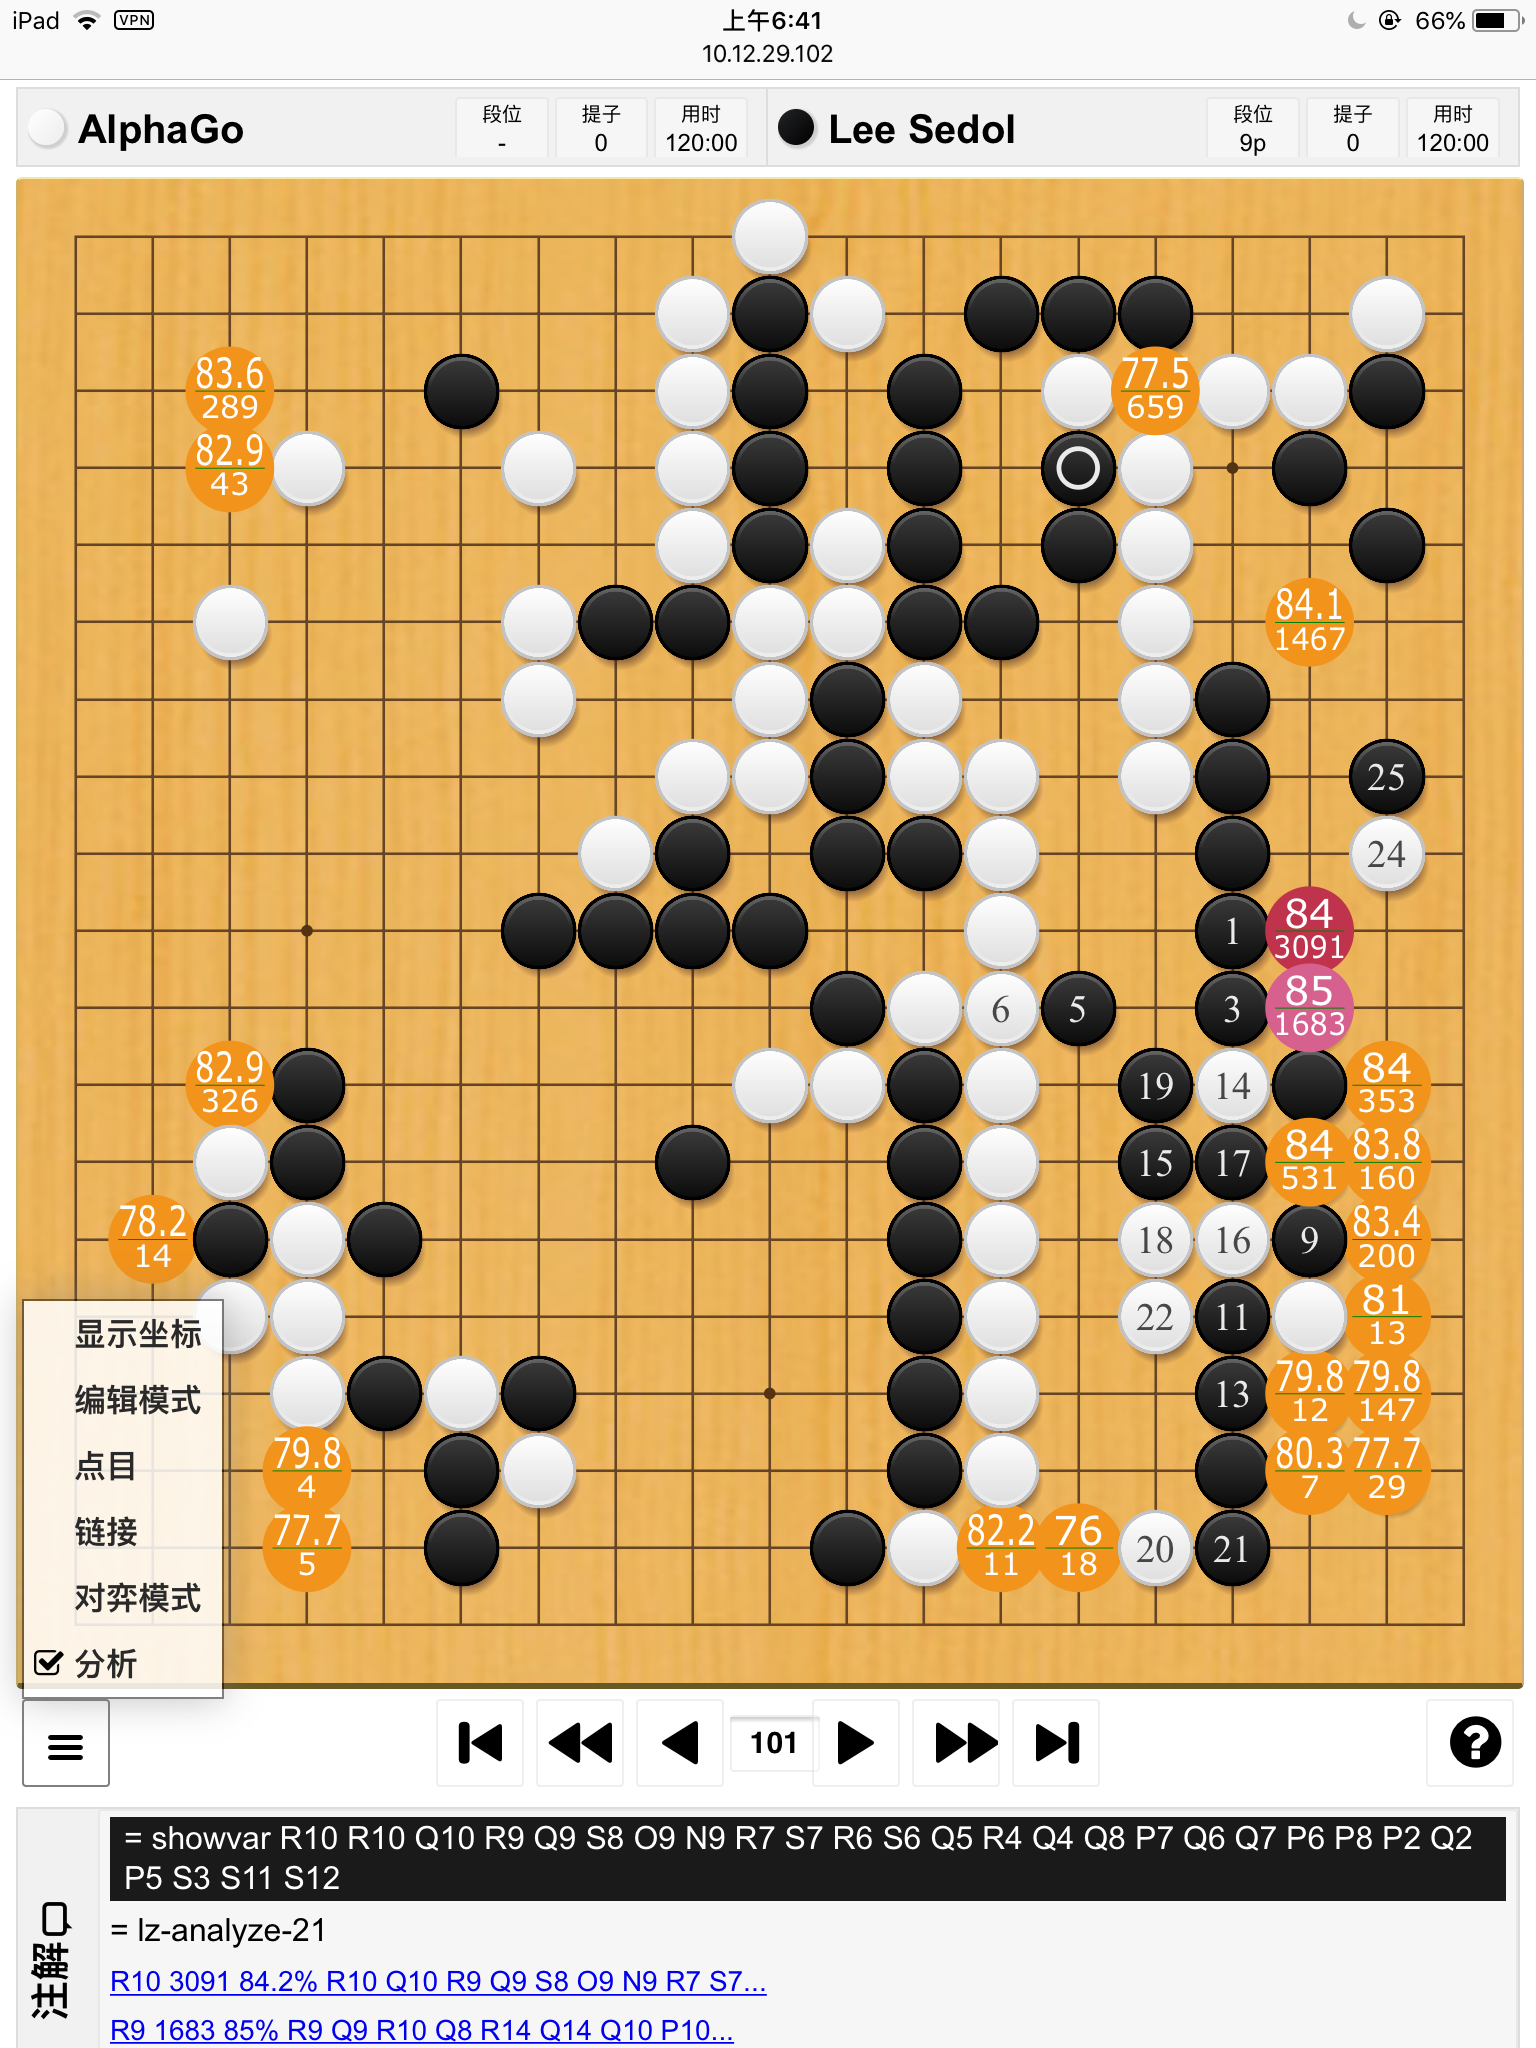 iPad VPN 上午6:41 66%
10.12.29.102
AlphaGo 段位 - 提子 0 用时 120:00 Lee Sedol 段位 9p 提子 0 用时 120:00
83.6 289 77.5 659
82.9 43
84.1 1467
25
24
1 84 3091
6 5 3 85 1683
82.9 326 19 14 84 353
15 17 84 531 83.8 160
78.2 14 18 16 9 83.4 200
22 11 81 13
13 79.8 12 79.8 147
79.8 4 80.3 7 77.7 29
77.7 5 82.2 11 76 18 20 21
显示坐标
编辑模式
点目
链接
对弈模式
分析
101 ?
注解
= showvar R10 R10 Q10 R9 Q9 S8 O9 N9 R7 S7 R6 S6 Q5 R4 Q4 Q8 P7 Q6 Q7 P6 P8 P2 Q2
P5 S3 S11 S12
= lz-analyze-21
R10 3091 84.2% R10 Q10 R9 Q9 S8 O9 N9 R7 S7...
R9 1683 85% R9 Q9 R10 Q8 R14 Q14 Q10 P10...